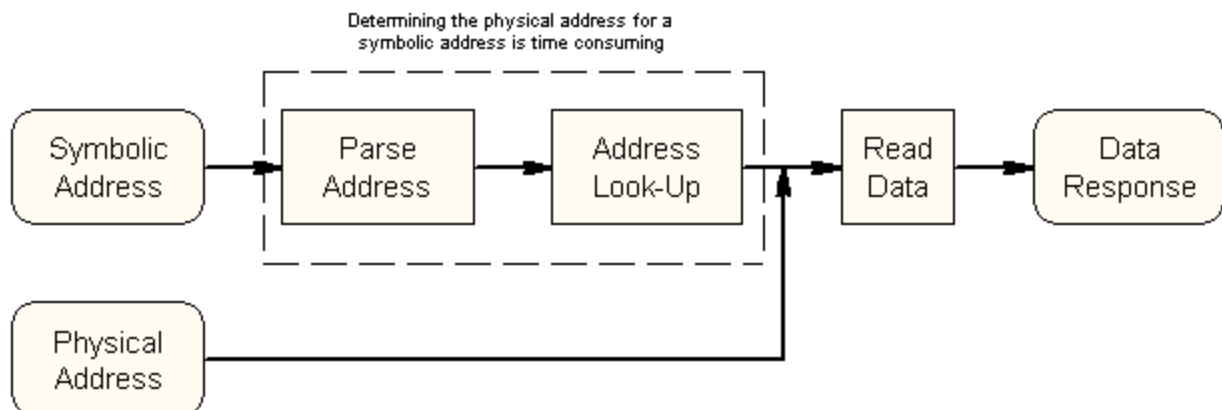 Determining the physical address for a
symbolic address is time consuming
Symbolic
Address
Parse
Address
Address
Look-Up
Read
Data
Data
Response
Physical
Address